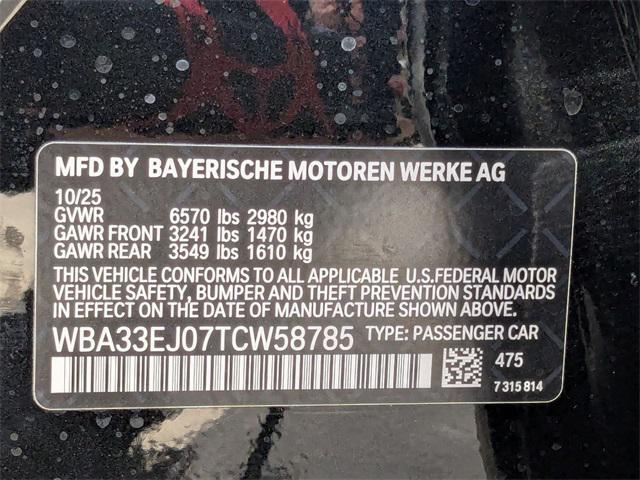 MFD BY BAYERISCHE MOTOREN WERKE AG
10/25
GVWR 6570 lbs 2980 kg
GAWR FRONT 3241 lbs 1470 kg
GAWR REAR 3549 lbs 1610 kg
THIS VEHICLE CONFORMS TO ALL APPLICABLE U.S.FEDERAL MOTOR
VEHICLE SAFETY, BUMPER AND THEFT PREVENTION STANDARDS
IN EFFECT ON THE DATE OF MANUFACTURE SHOWN ABOVE.
WBA33EJ07TCW58785 TYPE: PASSENGER CAR
475
7 315 814